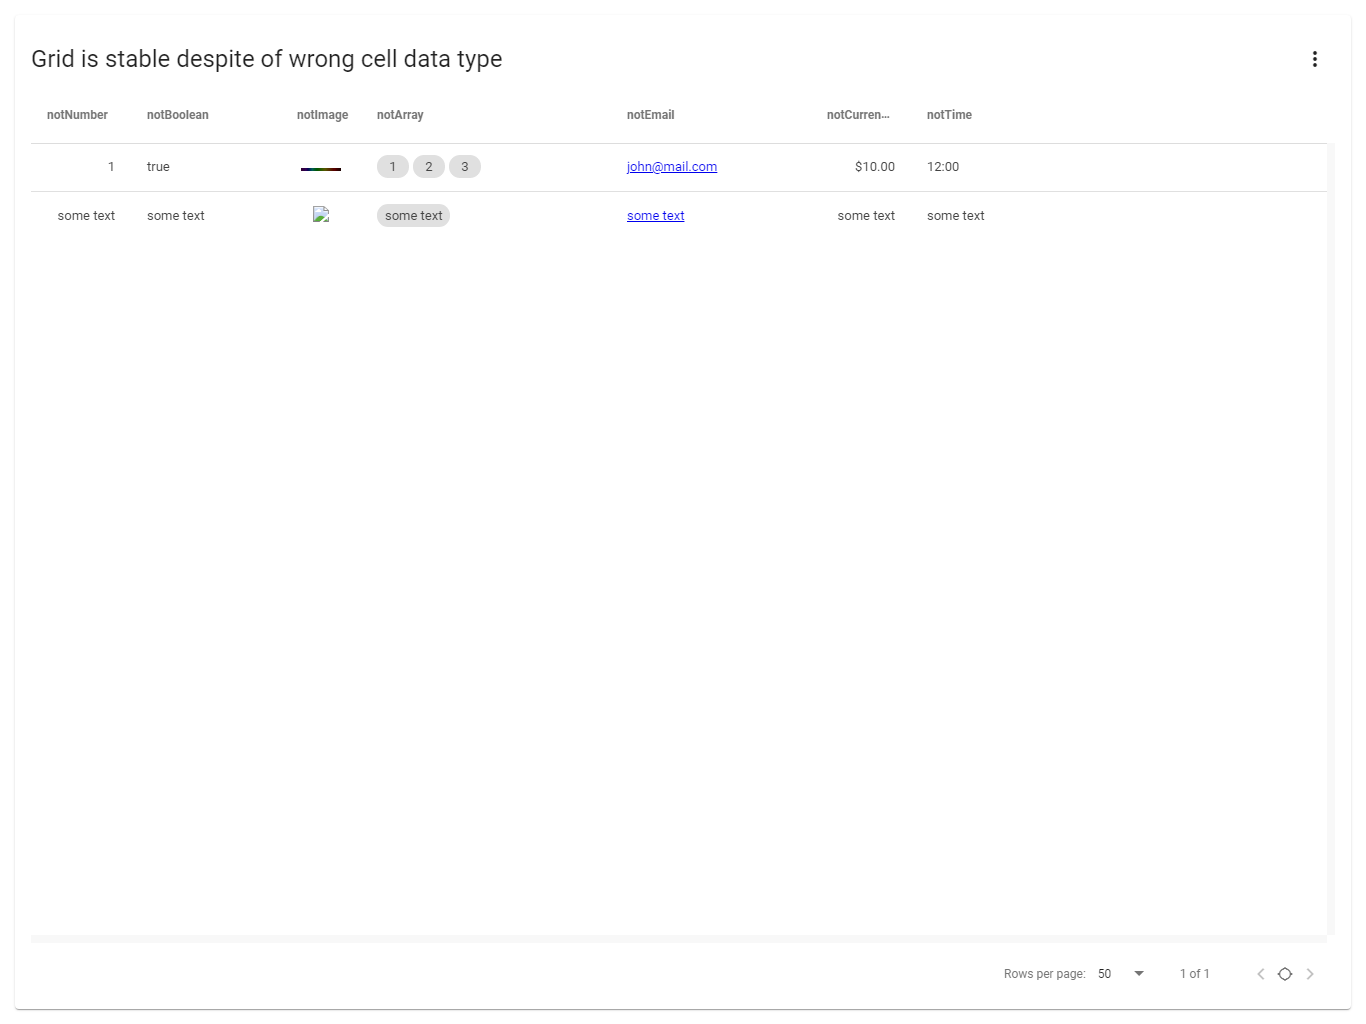 Grid is stable despite of wrong cell data type
notNumber notBoolean notImage notArray notEmail notCurren... notTime
1 true 1 2 3 john@mail.com $10.00 12:00
some text some text some text some text some text some text
Rows per page: 50 1 of 1